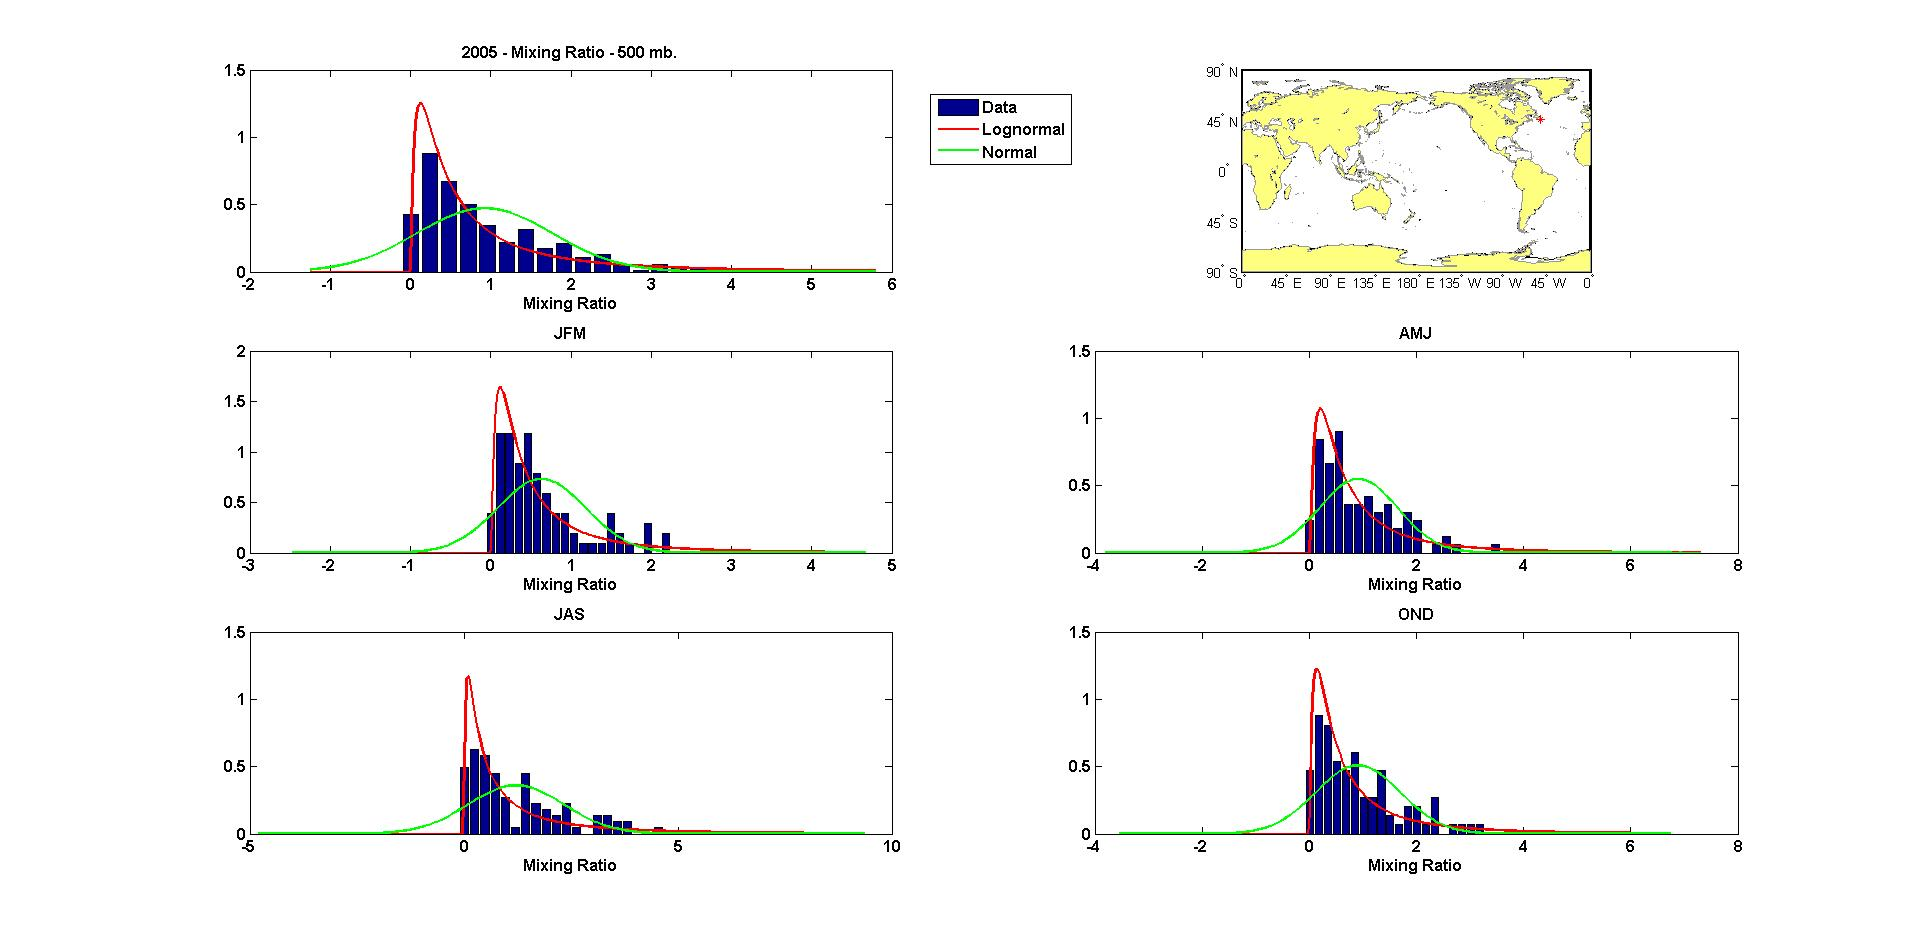 2005 - Mixing Ratio - 500 mb.
1.5
1
0.5
0
-2 -1 0 1 2 3 4 5 6
Mixing Ratio
Data
Lognormal
Normal
90° N
45° N
0°
45° S
90° S
0° 45° E 90° E 135° E 180° E 135° W 90° W 45° W 0°
JFM
2
1.5
1
0.5
0
-3 -2 -1 0 1 2 3 4 5
Mixing Ratio
AMJ
1.5
1
0.5
0
-4 -2 0 2 4 6 8
Mixing Ratio
JAS
1.5
1
0.5
0
-5 0 5 10
Mixing Ratio
OND
1.5
1
0.5
0
-4 -2 0 2 4 6 8
Mixing Ratio